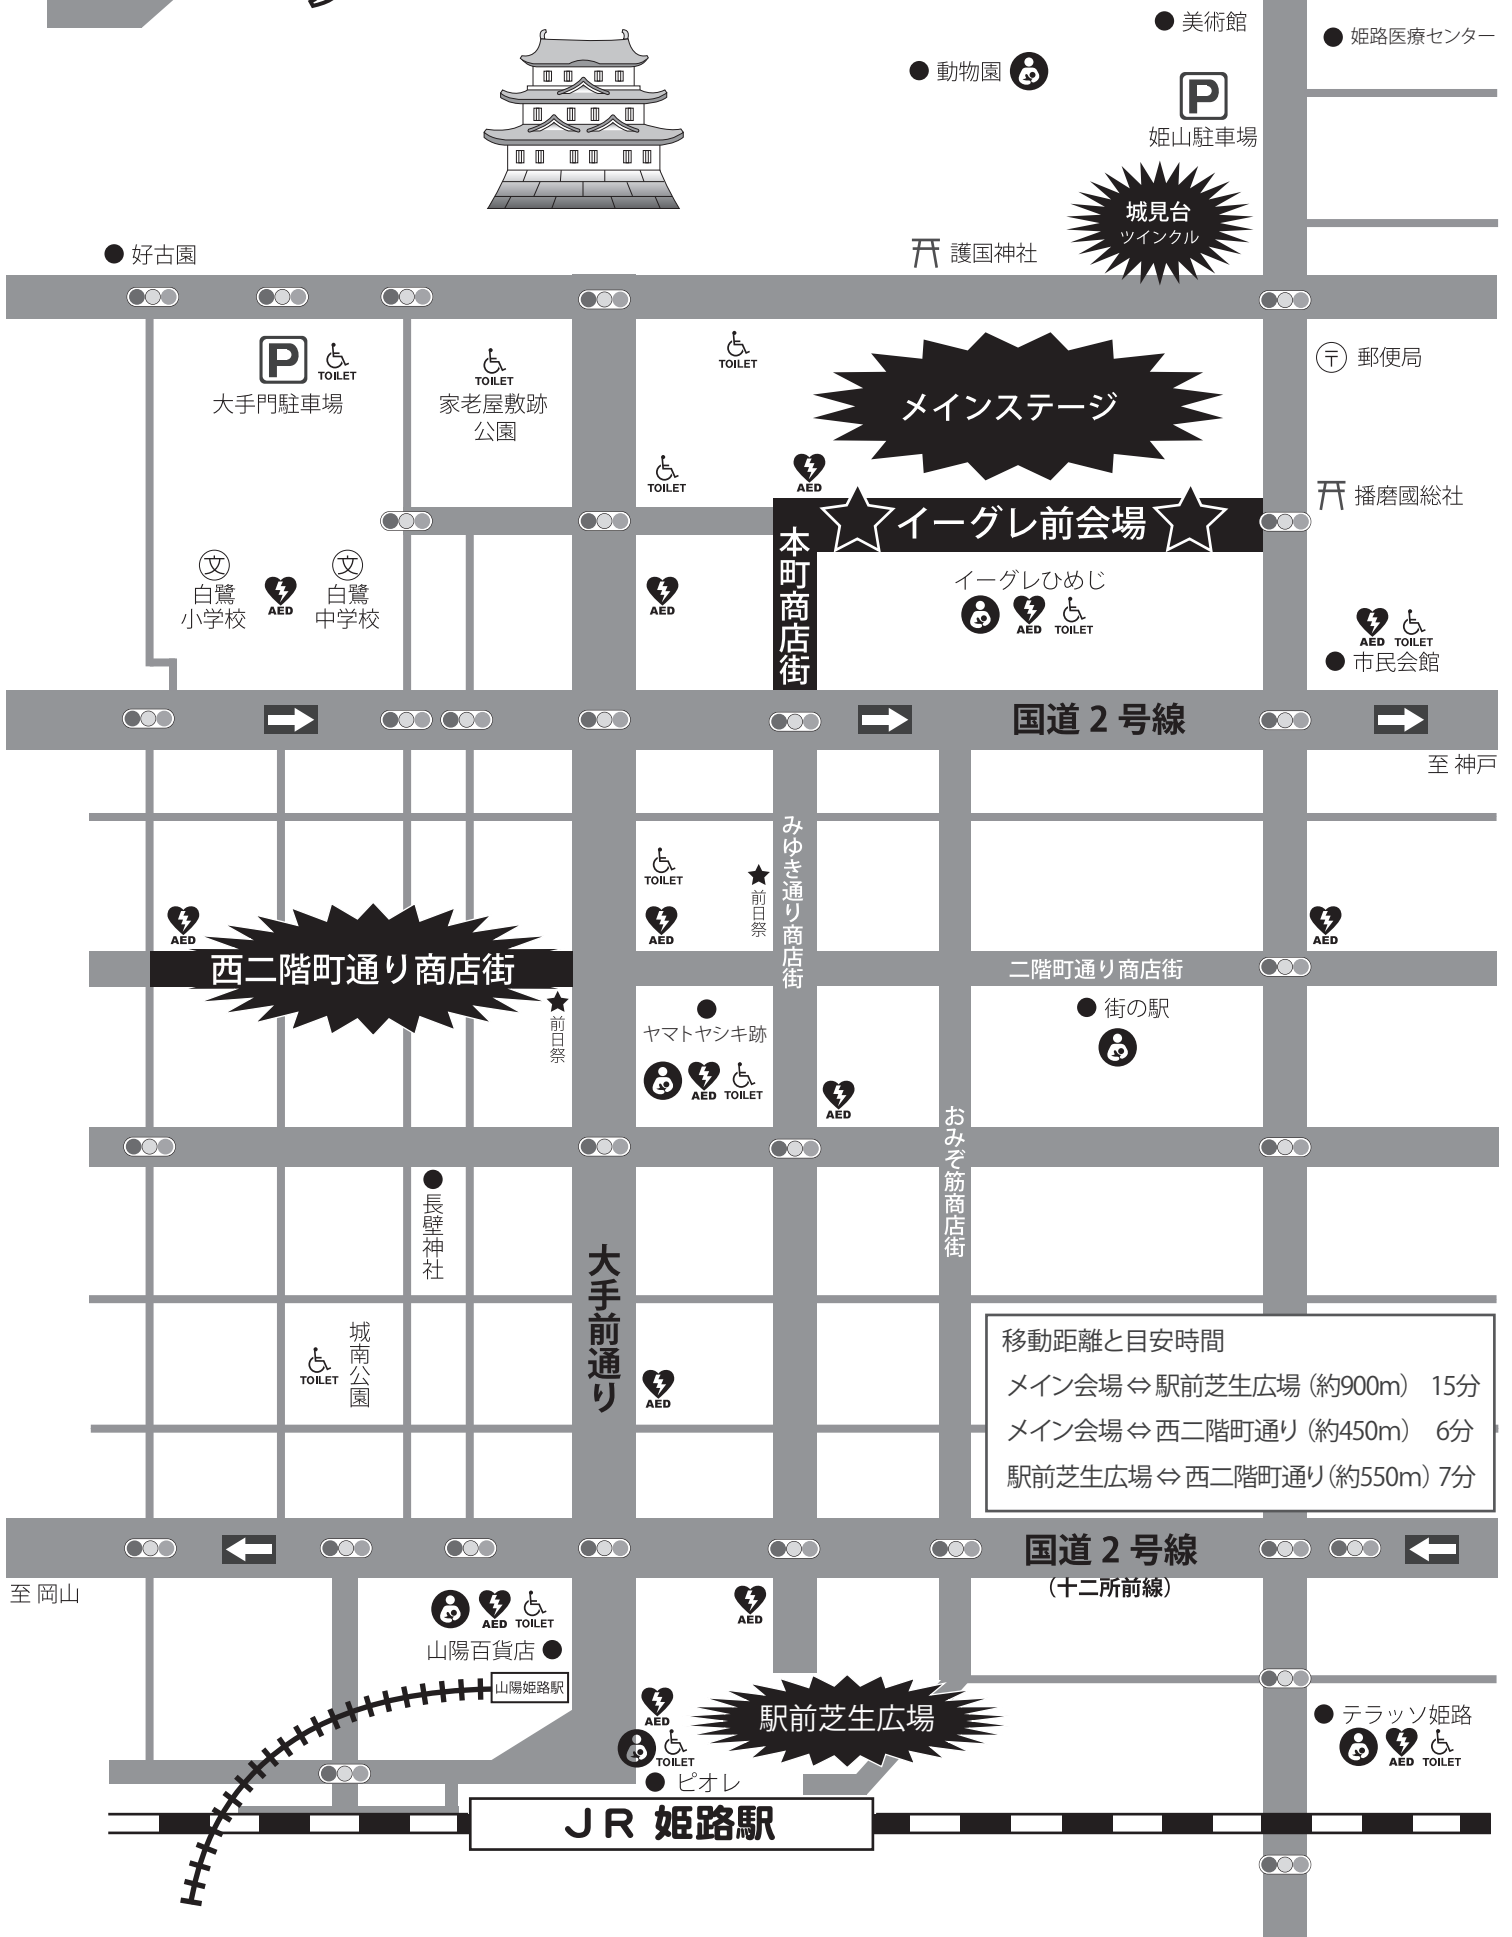 美術館
姫路医療センター
動物園
P
姫山駐車場
城見台
ツインクル
好古園
護国神社
P
TOILET
大手門駐車場
TOILET
家老屋敷跡
公園
TOILET
メインステージ
〒 郵便局
TOILET
AED
イーグレ前会場
播磨國総社
本町商店街
文
白鷺
小学校
AED
文
白鷺
中学校
AED
イーグレひめじ
AED
TOILET
AED
TOILET
市民会館
国道2号線
至 神戸
みゆき通り商店街
TOILET
前日祭
AED
AED
AED
西二階町通り商店街
二階町通り商店街
前日祭
ヤマトヤシキ跡
AED
TOILET
街の駅
AED
おみぞ筋商店街
長壁神社
大手前通り
城南公園
TOILET
AED
移動距離と目安時間
メイン会場⇔駅前芝生広場(約900m) 15分
メイン会場⇔西二階町通り(約450m) 6分
駅前芝生広場⇔西二階町通り(約550m) 7分
国道2号線
(十二所前線)
至 岡山
AED
TOILET
山陽百貨店
AED
山陽姫路駅
AED
TOILET
ピオレ
駅前芝生広場
テラッソ姫路
AED
TOILET
JR 姫路駅